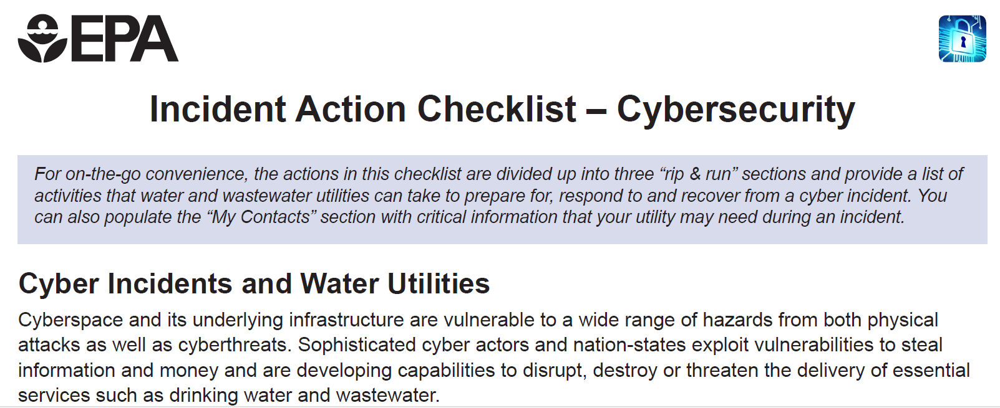 EPA
Incident Action Checklist – Cybersecurity
For on-the-go convenience, the actions in this checklist are divided up into three “rip & run” sections and provide a list of
activities that water and wastewater utilities can take to prepare for, respond to and recover from a cyber incident. You
can also populate the “My Contacts” section with critical information that your utility may need during an incident.
Cyber Incidents and Water Utilities
Cyberspace and its underlying infrastructure are vulnerable to a wide range of hazards from both physical
attacks as well as cyberthreats. Sophisticated cyber actors and nation-states exploit vulnerabilities to steal
information and money and are developing capabilities to disrupt, destroy or threaten the delivery of essential
services such as drinking water and wastewater.